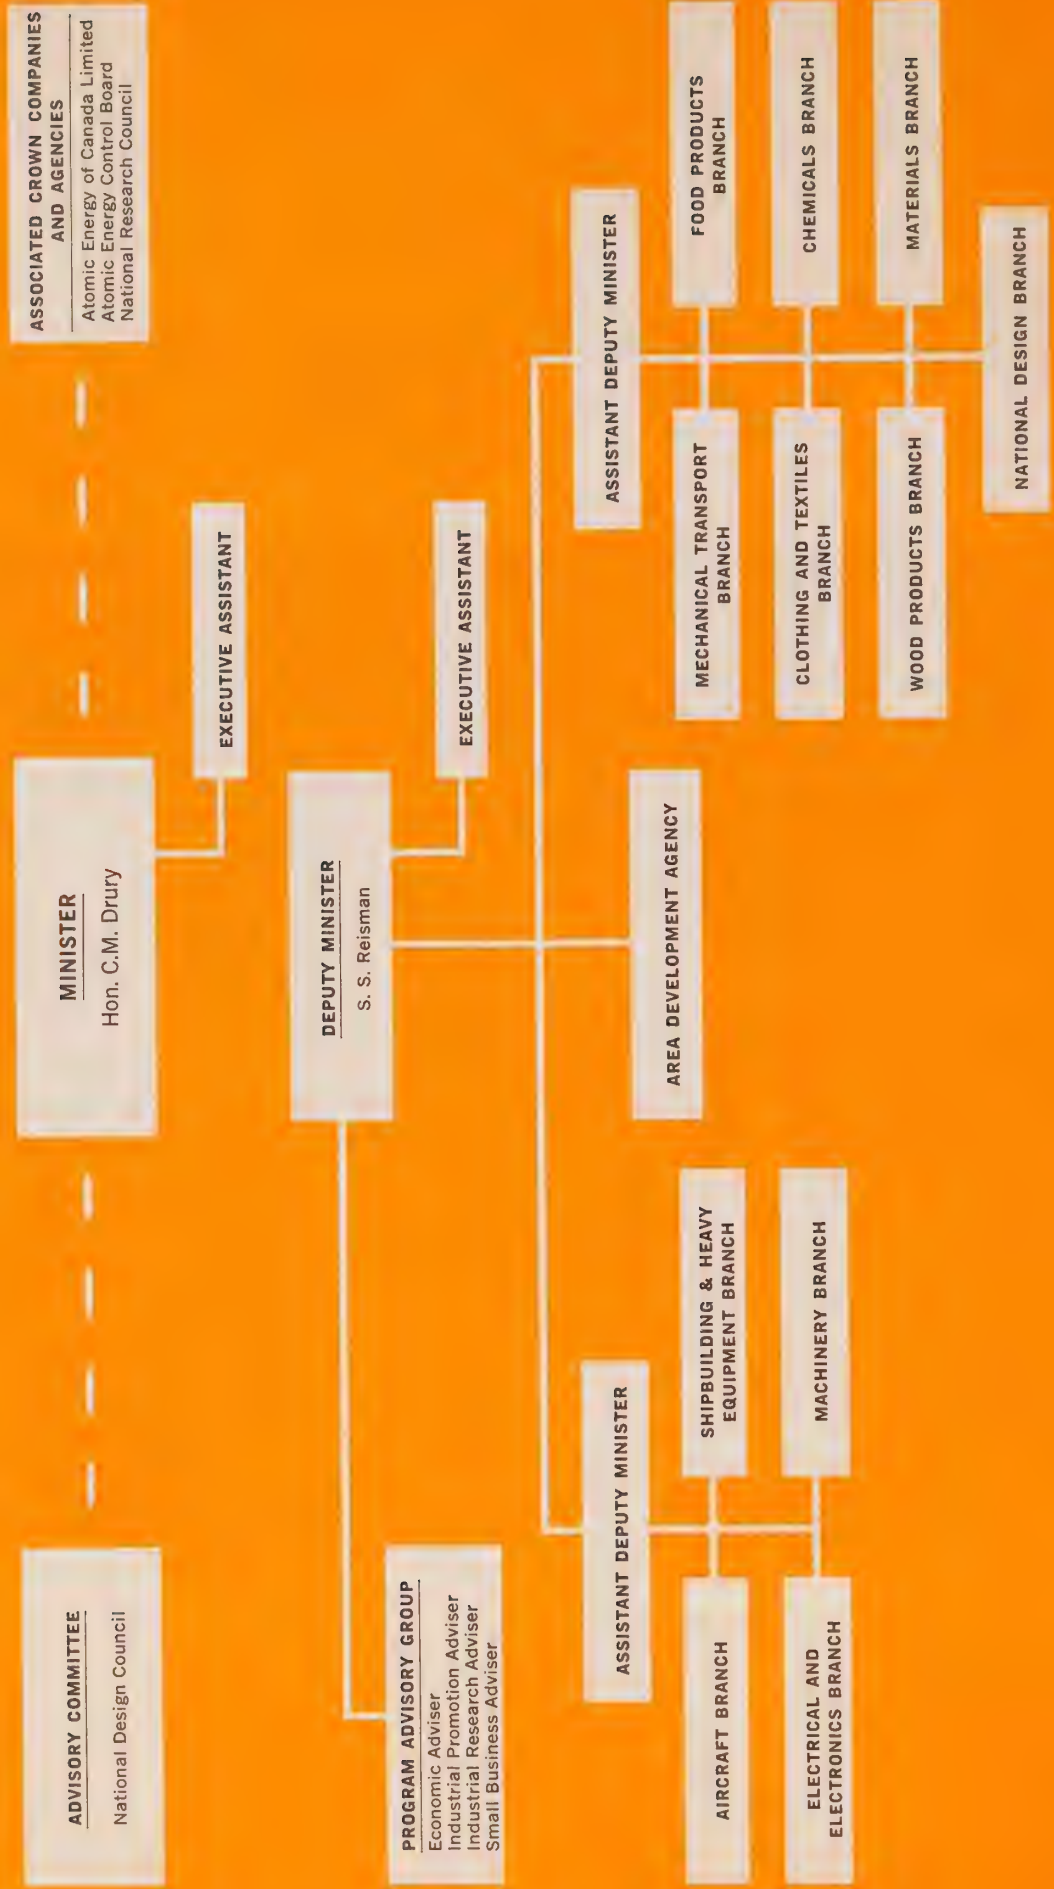 ADVISORY COMMITTEE
National Design Council
MINISTER
Hon. C.M. Drury
ASSOCIATED CROWN COMPANIES
AND AGENCIES
Atomic Energy of Canada Limited
Atomic Energy Control Board
National Research Council
EXECUTIVE ASSISTANT
DEPUTY MINISTER
S. S. Reisman
EXECUTIVE ASSISTANT
PROGRAM ADVISORY GROUP
Economic Adviser
Industrial Promotion Adviser
Industrial Research Adviser
Small Business Adviser
ASSISTANT DEPUTY MINISTER
AREA DEVELOPMENT AGENCY
ASSISTANT DEPUTY MINISTER
AIRCRAFT BRANCH
SHIPBUILDING & HEAVY
EQUIPMENT BRANCH
ELECTRICAL AND
ELECTRONICS BRANCH
MACHINERY BRANCH
MECHANICAL TRANSPORT
BRANCH
FOOD PRODUCTS
BRANCH
CLOTHING AND TEXTILES
BRANCH
CHEMICALS BRANCH
WOOD PRODUCTS BRANCH
MATERIALS BRANCH
NATIONAL DESIGN BRANCH